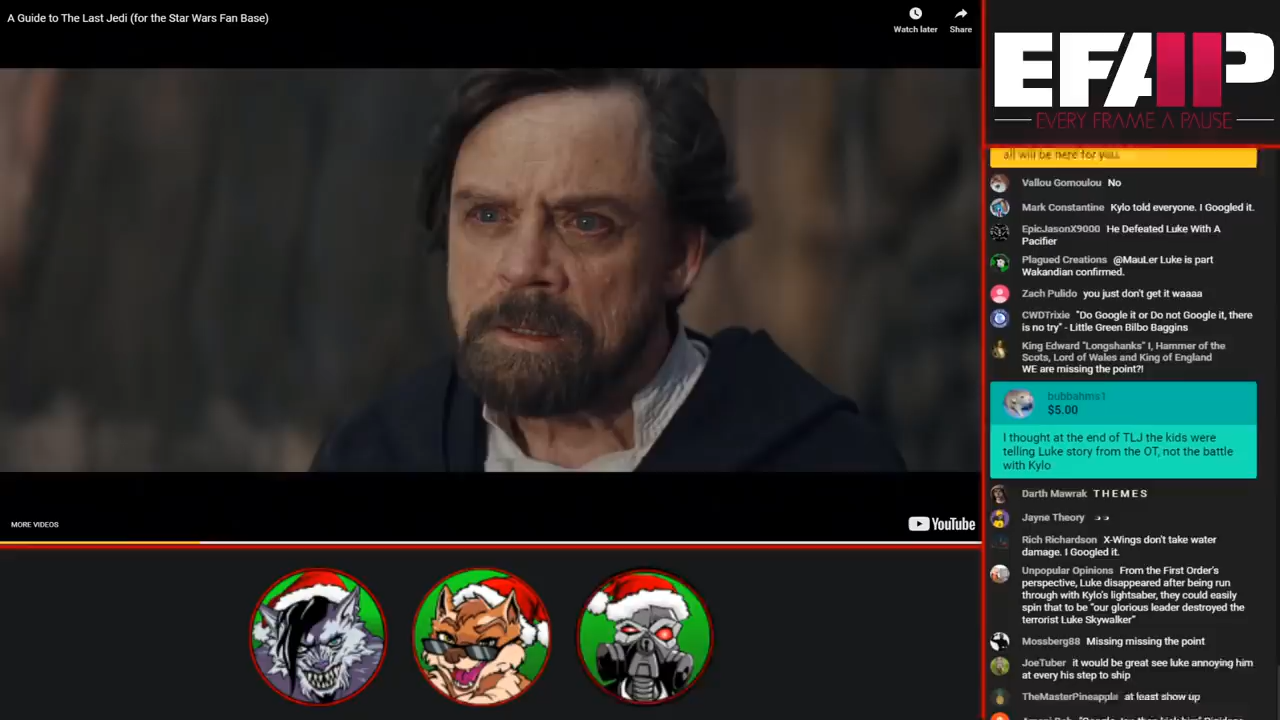 A Guide to The Last Jedi (for the Star Wars Fan Base)
Watch later
Share
MORE VIDEOS
YouTube
EFAP
EVERY FRAME A PAUSE
all will be here for you.
Vallou Gomoulou No
Mark Constantine Kylo told everyone. I Googled it.
EpicJasonX9000 He Defeated Luke With A
Pacifier
Plagued Creations @MauLer Luke is part
Wakandian confirmed.
Zach Pulido you just don't get it waaaa
CWDTrixie "Do Google it or Do not Google it, there
is no try" - Little Green Bilbo Baggins
King Edward "Longshanks" I, Hammer of the
Scots, Lord of Wales and King of England
WE are missing the point?!
bubbahms1
$5.00
I thought at the end of TLJ the kids were
telling Luke story from the OT, not the battle
with Kylo
Darth Mawrak T H E M E S
Jayne Theory
Rich Richardson X-Wings don't take water
damage. I Googled it.
Unpopular Opinions From the First Order's
perspective, Luke disappeared after being run
through with Kylo's lightsaber, they could easily
spin that to be "our glorious leader destroyed the
terrorist Luke Skywalker"
Mossberg88 Missing missing the point
JoeTuber it would be great see luke annoying him
at every his step to ship
TheMasterPineapple at least show up